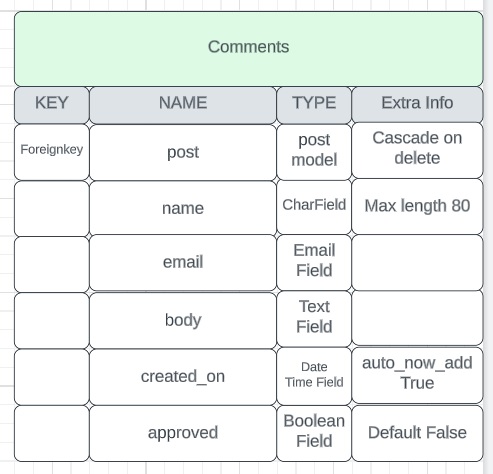 Comments
KEY NAME TYPE Extra Info
Foreignkey post post model Cascade on delete
name CharField Max length 80
email Email Field
body Text Field
created_on Date Time Field auto_now_add True
approved Boolean Field Default False